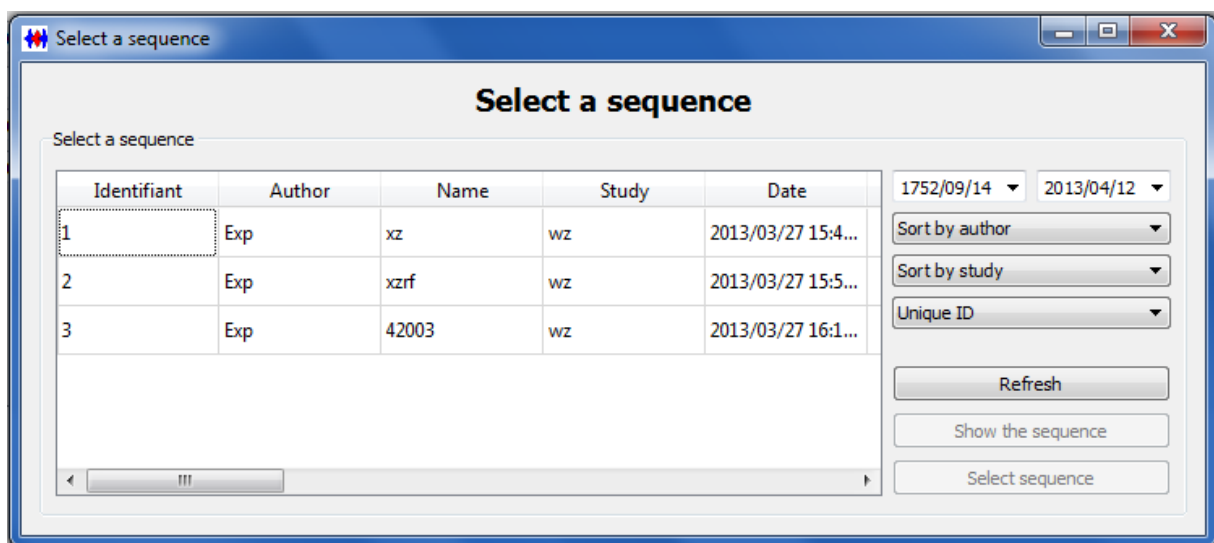 Select a sequence
Select a sequence
Select a sequence
Identifiant Author Name Study Date
1 Exp xz wz 2013/03/27 15:4...
2 Exp xzrf wz 2013/03/27 15:5...
3 Exp 42003 wz 2013/03/27 16:1...
1752/09/14 2013/04/12
Sort by author
Sort by study
Unique ID
Refresh
Show the sequence
Select sequence